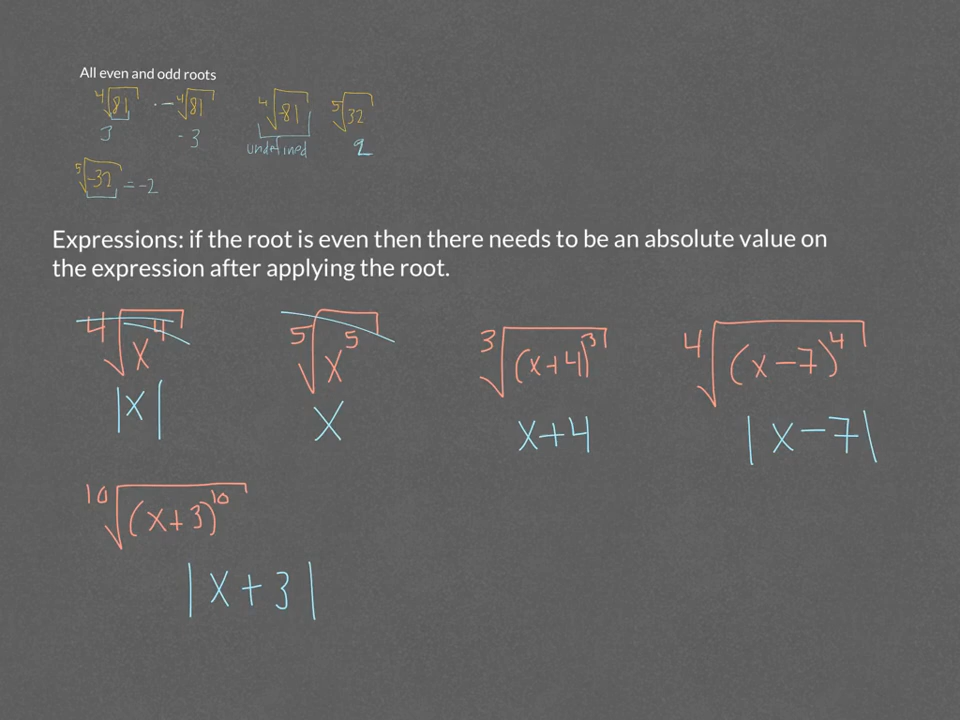 All even and odd roots
⁴√81 · -⁴√81 ⁴√-81 ⁵√32
3 -3 undefined 2
⁵√-32 = -2
Expressions: if the root is even then there needs to be an absolute value on
the expression after applying the root.
⁴√x⁴ ⁵√x⁵ ³√(x+4)³ ⁴√(x-7)⁴
|x| x x+4 |x-7|
¹⁰√(x+3)¹⁰
|x+3|